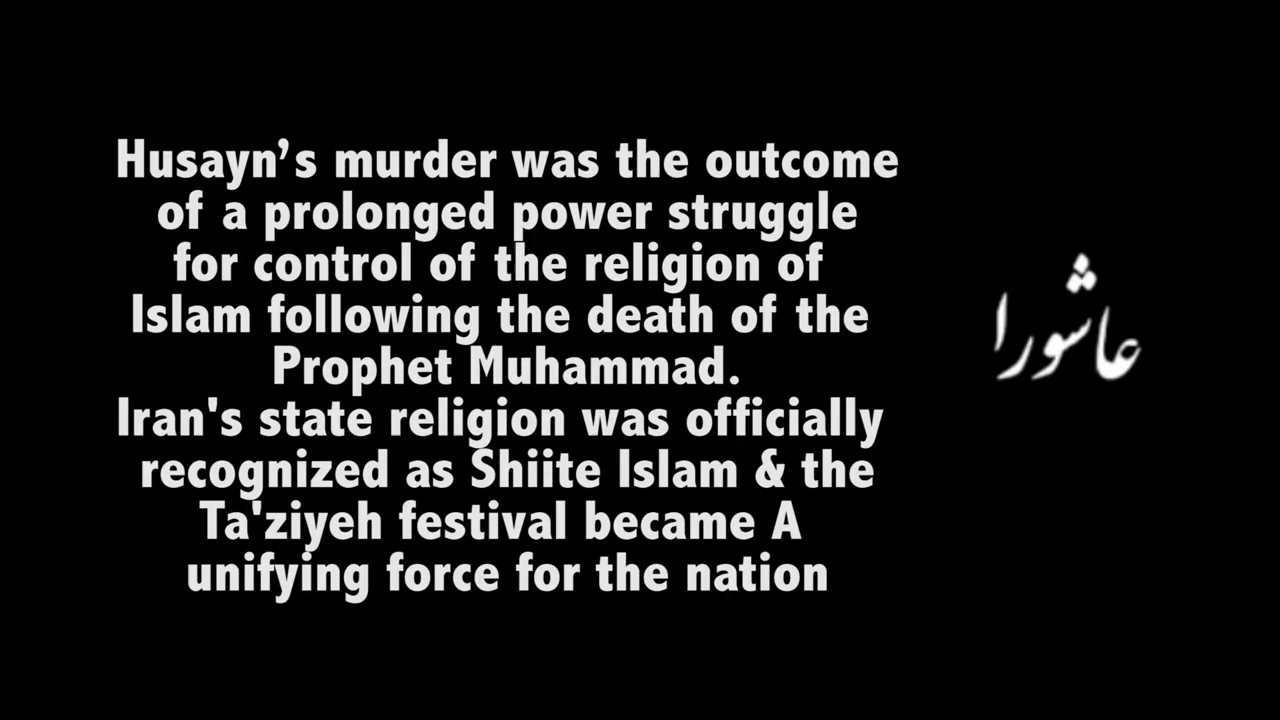 Husayn’s murder was the outcome
of a prolonged power struggle
for control of the religion of
Islam following the death of the
Prophet Muhammad.
Iran's state religion was officially
recognized as Shiite Islam & the
Ta'ziyeh festival became A
unifying force for the nation
عاشورا